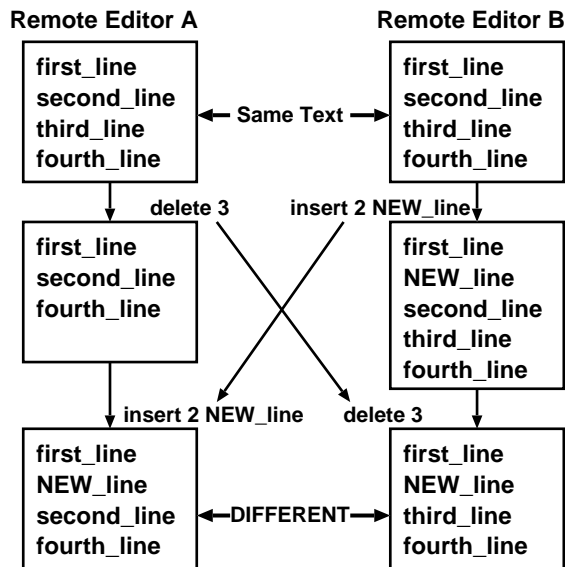 Remote Editor A
Remote Editor B
first_line
second_line
third_line
fourth_line
Same Text
first_line
second_line
third_line
fourth_line
delete 3
insert 2 NEW_line
first_line
second_line
fourth_line
first_line
NEW_line
second_line
third_line
fourth_line
insert 2 NEW_line
delete 3
first_line
NEW_line
second_line
fourth_line
DIFFERENT
first_line
NEW_line
third_line
fourth_line